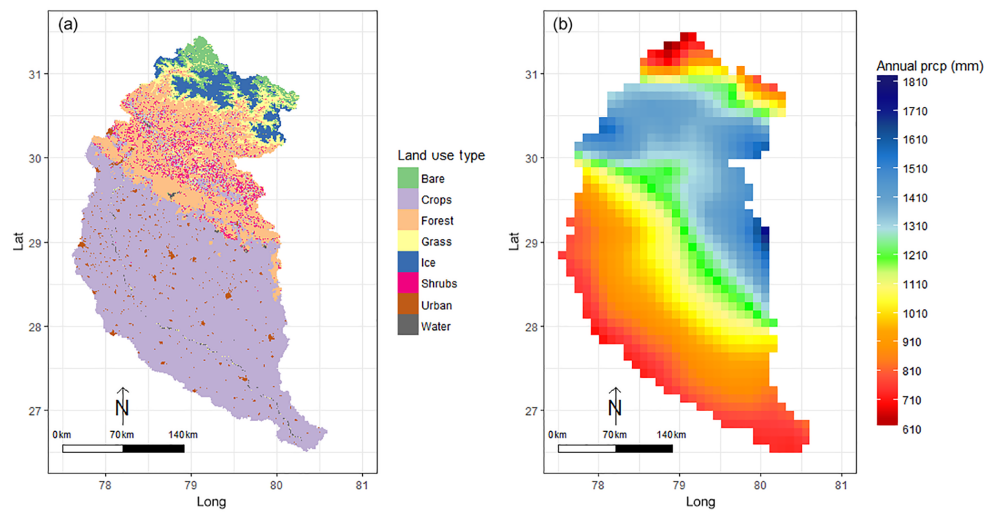 (a)
31
30
29
28
27
Lat
N
0km 70km 140km
78 79 80 81
Long
Land use type
Bare
Crops
Forest
Grass
Ice
Shrubs
Urban
Water
(b)
31
30
29
28
27
Lat
N
0km 70km 140km
78 79 80 81
Long
Annual prcp (mm)
1810
1710
1610
1510
1410
1310
1210
1110
1010
910
810
710
610